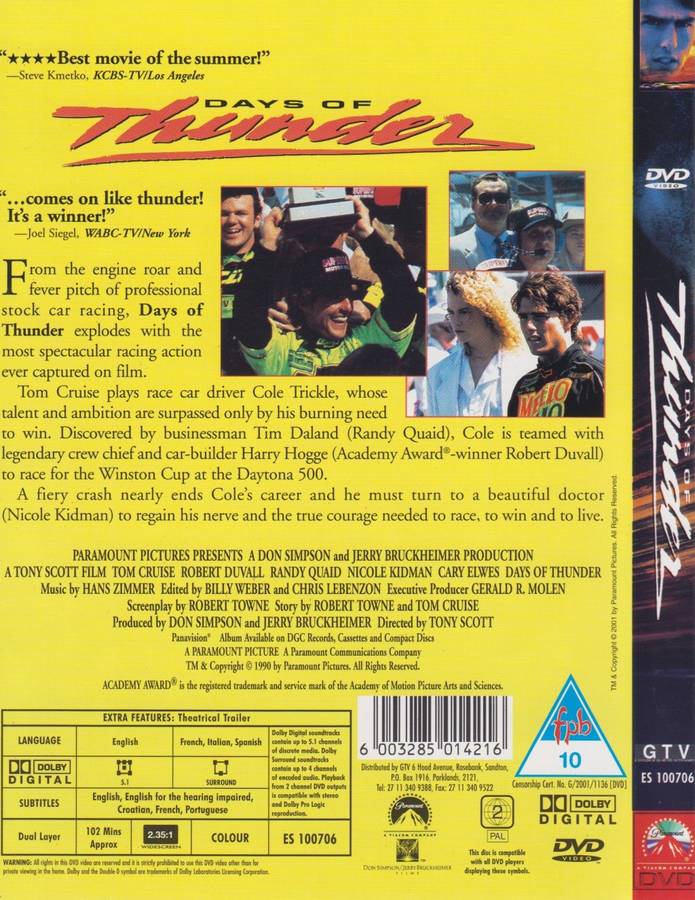 “★★★★Best movie of the summer!”
—Steve Kmetko, KCBS-TV/Los Angeles
DAYS OF
Thunder
“...comes on like thunder!
It's a winner!”
—Joel Siegel, WABC-TV/New York
From the engine roar and
fever pitch of professional
stock car racing, Days of
Thunder explodes with the
most spectacular racing action
ever captured on film.
Tom Cruise plays race car driver Cole Trickle, whose
talent and ambition are surpassed only by his burning need
to win. Discovered by businessman Tim Daland (Randy Quaid), Cole is teamed with
legendary crew chief and car-builder Harry Hogge (Academy Award®-winner Robert Duvall)
to race for the Winston Cup at the Daytona 500.
A fiery crash nearly ends Cole's career and he must turn to a beautiful doctor
(Nicole Kidman) to regain his nerve and the true courage needed to race, to win and to live.
MELLO
PARAMOUNT PICTURES PRESENTS A DON SIMPSON and JERRY BRUCKHEIMER PRODUCTION
A TONY SCOTT FILM TOM CRUISE ROBERT DUVALL RANDY QUAID NICOLE KIDMAN CARY ELWES DAYS OF THUNDER
Music by HANS ZIMMER Edited by BILLY WEBER and CHRIS LEBENZON Executive Producer GERALD R. MOLEN
Screenplay by ROBERT TOWNE Story by ROBERT TOWNE and TOM CRUISE
Produced by DON SIMPSON and JERRY BRUCKHEIMER Directed by TONY SCOTT
Panavision® Album Available on DGC Records, Cassettes and Compact Discs
A PARAMOUNT PICTURE A Paramount Communications Company
TM & Copyright © 1990 by Paramount Pictures. All Rights Reserved.
ACADEMY AWARD® is the registered trademark and service mark of the Academy of Motion Picture Arts and Sciences.
TM & Copyright © 2001 by Paramount Pictures. All Rights Reserved.
EXTRA FEATURES: Theatrical Trailer
LANGUAGE English French, Italian, Spanish
DOLBY
DIGITAL
5.1
SURROUND
Dolby Digital soundtracks
contain up to 5.1 channels
of discrete media. Dolby
Surround soundtracks
contain up to 4 channels
of encoded audio. Playback
from 2 channel DVD outputs
is compatible with stereo
and Dolby Pro Logic
reproduction.
SUBTITLES English, English for the hearing impaired,
Croatian, French, Portuguese
Dual Layer 102 Mins
Approx
2.35:1
WIDESCREEN
COLOUR ES 100706
WARNING: All rights in this DVD video are reserved and it is strictly prohibited to use this DVD video other than for
private viewing in the home. Dolby and the Double-D symbol are trademarks of Dolby Laboratories Licensing Corporation.
6 003285 014216
Distributed by GTV 6 Hood Avenue, Rosebank, Sandton,
P.O. Box 1916, Parklands, 2121,
Tel: 27 11 340 9388, Fax: 27 11 340 9522
Paramount
A VIACOM COMPANY
DON SIMPSON/JERRY BRUCKHEIMER
FILMS
2
PAL
This disc is compatible
with all DVD players
displaying these symbols.
fpb
10
Censorship Cert. No. G/2001/1136 [DVD]
DOLBY
DIGITAL
DVD
VIDEO
DVD
VIDEO
DAYS OF
Thunder
GTV
ES 100706
Paramount
A VIACOM COMPANY
DVD